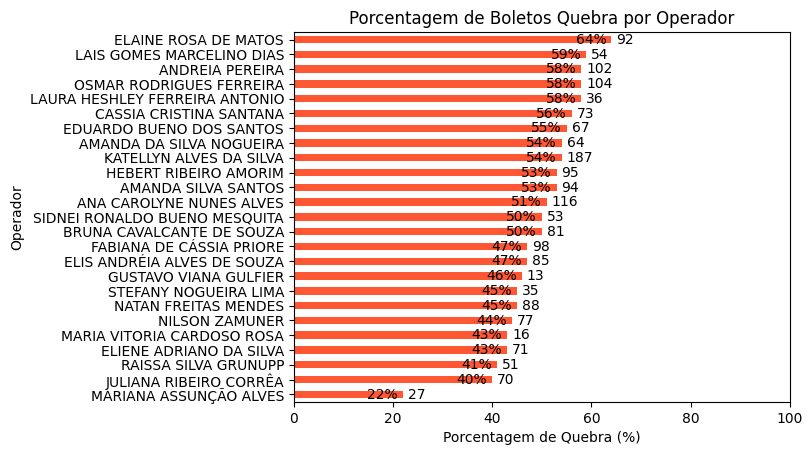 Porcentagem de Boletos Quebra por Operador
ELAINE ROSA DE MATOS 64% 92
LAIS GOMES MARCELINO DIAS 59% 54
ANDREIA PEREIRA 58% 102
OSMAR RODRIGUES FERREIRA 58% 104
LAURA HESHLEY FERREIRA ANTONIO 58% 36
CASSIA CRISTINA SANTANA 56% 73
EDUARDO BUENO DOS SANTOS 55% 67
AMANDA DA SILVA NOGUEIRA 54% 64
KATELLYN ALVES DA SILVA 54% 187
HEBERT RIBEIRO AMORIM 53% 95
AMANDA SILVA SANTOS 53% 94
ANA CAROLYNE NUNES ALVES 51% 116
SIDNEI RONALDO BUENO MESQUITA 50% 53
BRUNA CAVALCANTE DE SOUZA 50% 81
FABIANA DE CÁSSIA PRIORE 47% 98
ELIS ANDRÉIA ALVES DE SOUZA 47% 85
GUSTAVO VIANA GULFIER 46% 13
STEFANY NOGUEIRA LIMA 45% 35
NATAN FREITAS MENDES 45% 88
NILSON ZAMUNER 44% 77
MARIA VITORIA CARDOSO ROSA 43% 16
ELIENE ADRIANO DA SILVA 43% 71
RAISSA SILVA GRUNUPP 41% 51
JULIANA RIBEIRO CORRÊA 40% 70
MARIANA ASSUNÇÃO ALVES 22% 27
Operador
0 20 40 60 80 100
Porcentagem de Quebra (%)